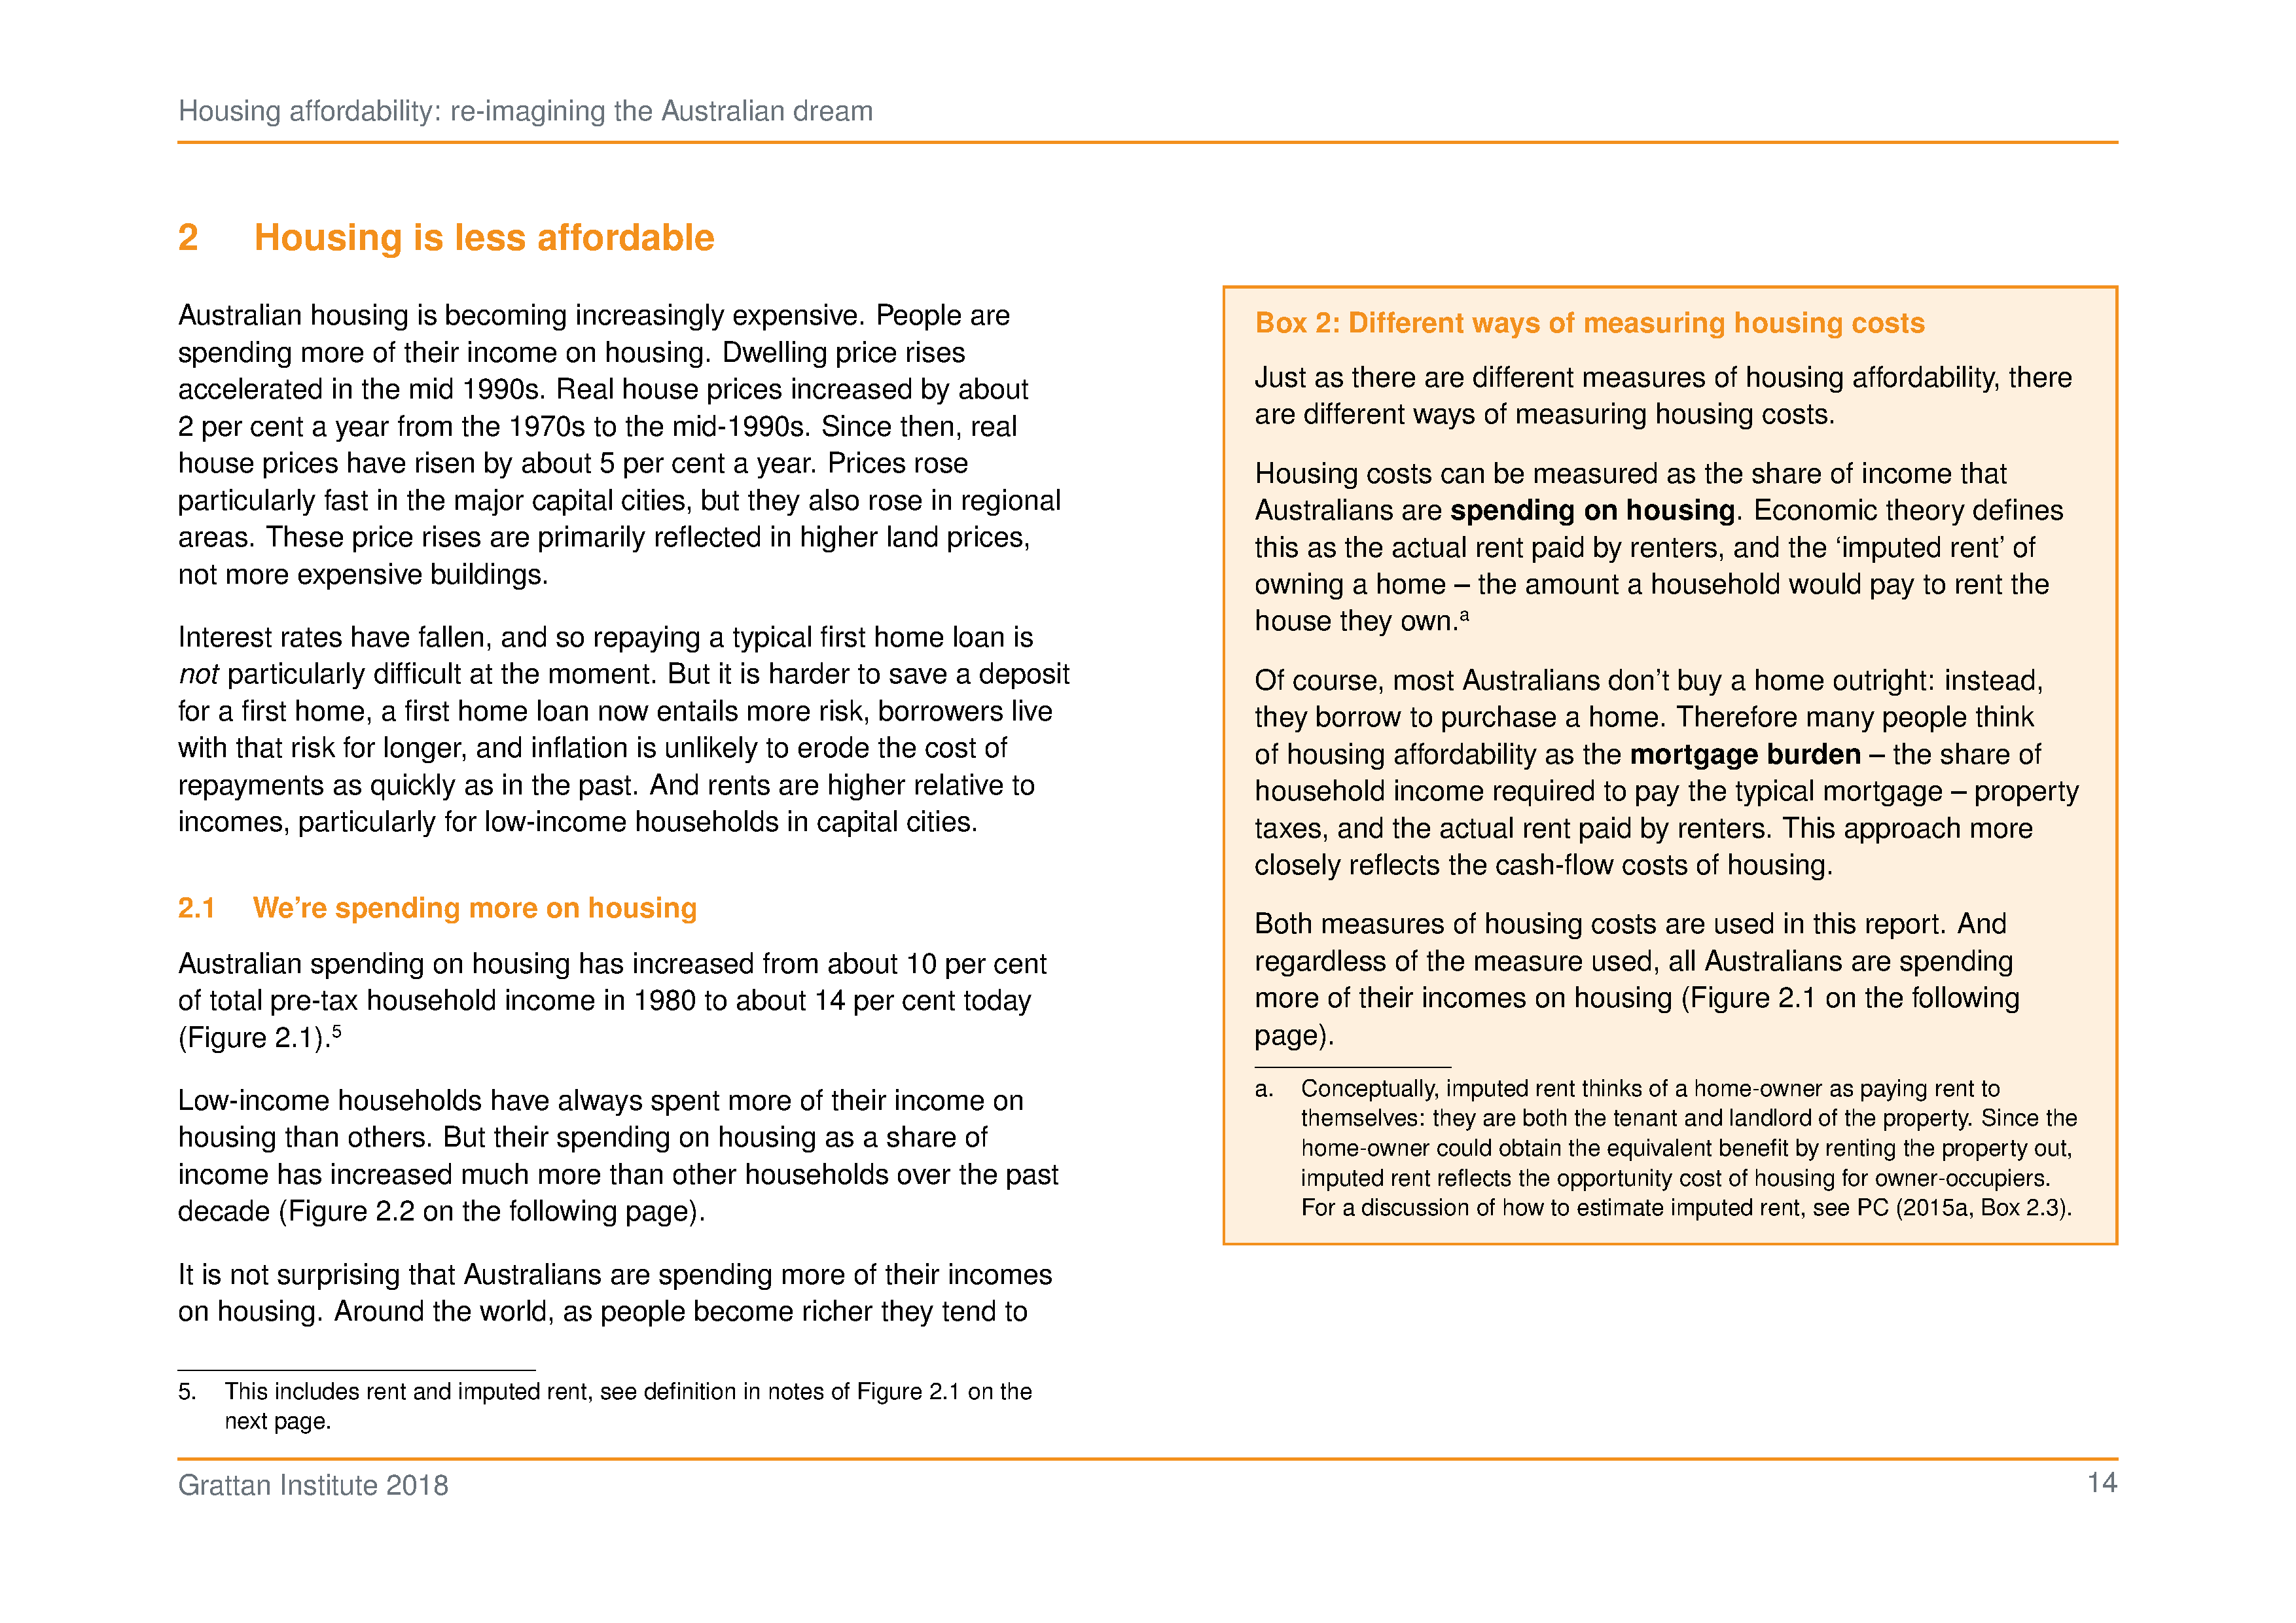 Housing affordability: re-imagining the Australian dream
2 Housing is less affordable
Australian housing is becoming increasingly expensive. People are
spending more of their income on housing. Dwelling price rises
accelerated in the mid 1990s. Real house prices increased by about
2 per cent a year from the 1970s to the mid-1990s. Since then, real
house prices have risen by about 5 per cent a year. Prices rose
particularly fast in the major capital cities, but they also rose in regional
areas. These price rises are primarily reflected in higher land prices,
not more expensive buildings.
Interest rates have fallen, and so repaying a typical first home loan is
not particularly difficult at the moment. But it is harder to save a deposit
for a first home, a first home loan now entails more risk, borrowers live
with that risk for longer, and inflation is unlikely to erode the cost of
repayments as quickly as in the past. And rents are higher relative to
incomes, particularly for low-income households in capital cities.
2.1 We’re spending more on housing
Australian spending on housing has increased from about 10 per cent
of total pre-tax household income in 1980 to about 14 per cent today
(Figure 2.1).5
Low-income households have always spent more of their income on
housing than others. But their spending on housing as a share of
income has increased much more than other households over the past
decade (Figure 2.2 on the following page).
It is not surprising that Australians are spending more of their incomes
on housing. Around the world, as people become richer they tend to
5. This includes rent and imputed rent, see definition in notes of Figure 2.1 on the
next page.
Box 2: Different ways of measuring housing costs
Just as there are different measures of housing affordability, there
are different ways of measuring housing costs.
Housing costs can be measured as the share of income that
Australians are spending on housing. Economic theory defines
this as the actual rent paid by renters, and the ‘imputed rent’ of
owning a home – the amount a household would pay to rent the
house they own.a
Of course, most Australians don’t buy a home outright: instead,
they borrow to purchase a home. Therefore many people think
of housing affordability as the mortgage burden – the share of
household income required to pay the typical mortgage – property
taxes, and the actual rent paid by renters. This approach more
closely reflects the cash-flow costs of housing.
Both measures of housing costs are used in this report. And
regardless of the measure used, all Australians are spending
more of their incomes on housing (Figure 2.1 on the following
page).
a. Conceptually, imputed rent thinks of a home-owner as paying rent to
themselves: they are both the tenant and landlord of the property. Since the
home-owner could obtain the equivalent benefit by renting the property out,
imputed rent reflects the opportunity cost of housing for owner-occupiers.
For a discussion of how to estimate imputed rent, see PC (2015a, Box 2.3).
Grattan Institute 2018
14